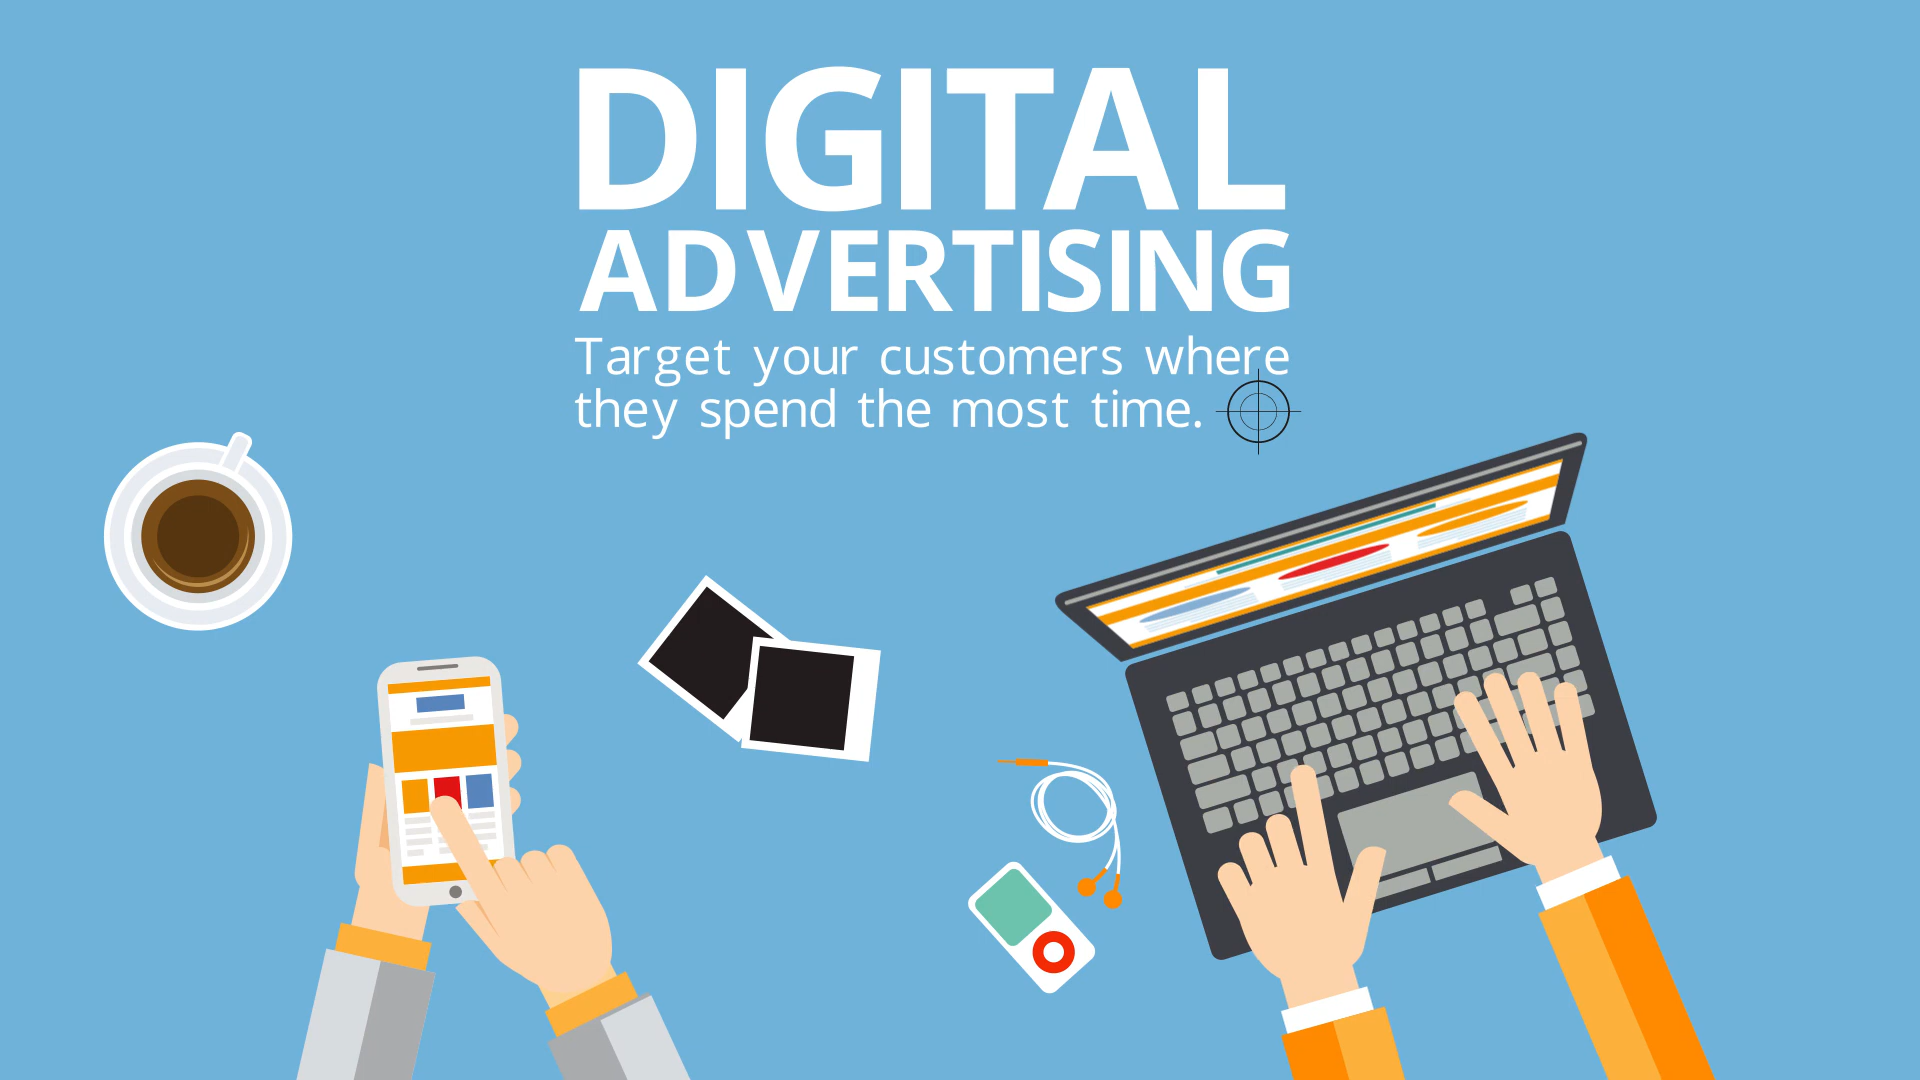 DIGITAL
ADVERTISING
Target your customers where
they spend the most time.